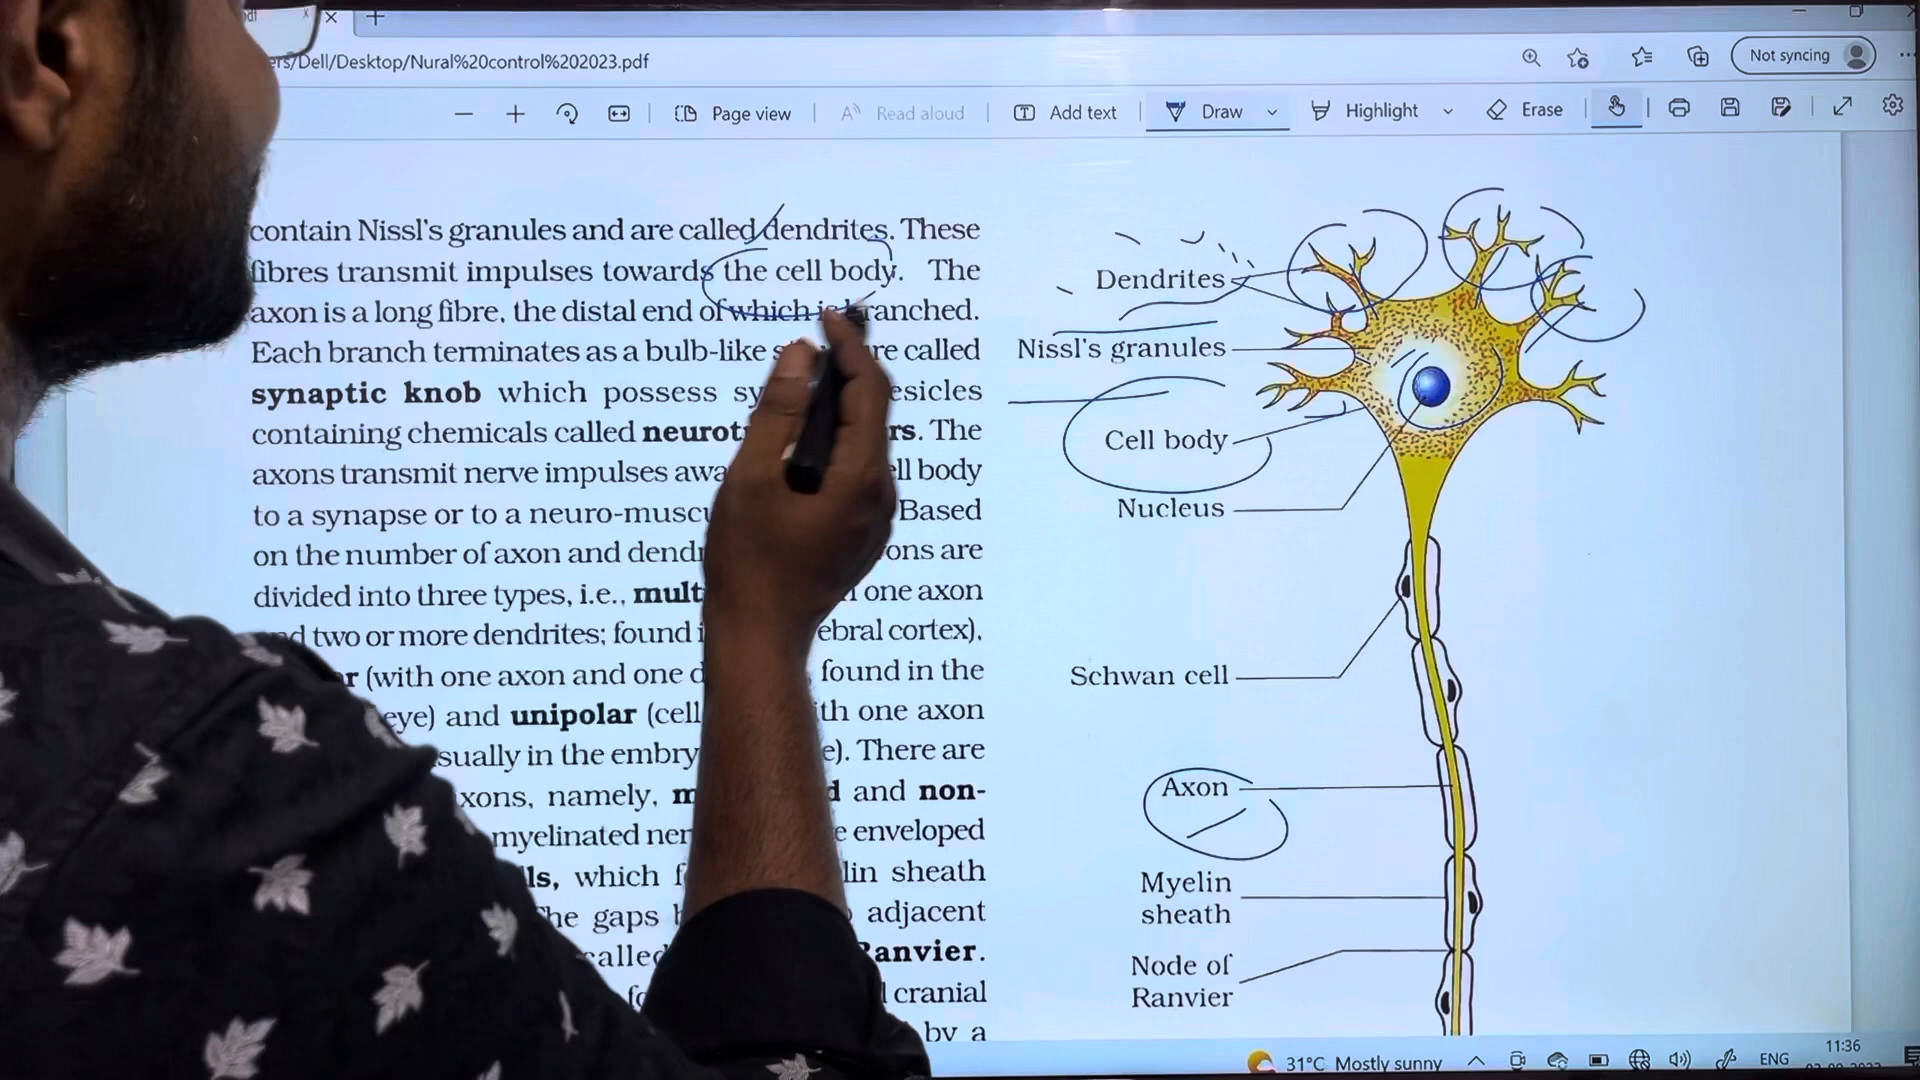 ers/Dell/Desktop/Nural%20control%202023.pdf
Not syncing
Page view
Read aloud
Add text
Draw
Highlight
Erase
contain Nissl's granules and are called dendrites. These
fibres transmit impulses towards the cell body. The
axon is a long fibre, the distal end of which is branched.
Each branch terminates as a bulb-like re called
synaptic knob which possess sy esicles
containing chemicals called neurot rs. The
axons transmit nerve impulses awa ell body
to a synapse or to a neuro-muscu Based
on the number of axon and dend ons are
divided into three types, i.e., mult one axon
and two or more dendrites; found i ebral cortex),
r (with one axon and one d found in the
eye) and unipolar (cell th one axon
sually in the embry e). There are
xons, namely, m d and non-
myelinated ner e enveloped
ls, which f lin sheath
he gaps b adjacent
called Ranvier.
fo l cranial
by a
Dendrites
Nissl's granules
Cell body
Nucleus
Schwan cell
Axon
Myelin
sheath
Node of
Ranvier
31°C Mostly sunny
ENG
11:36